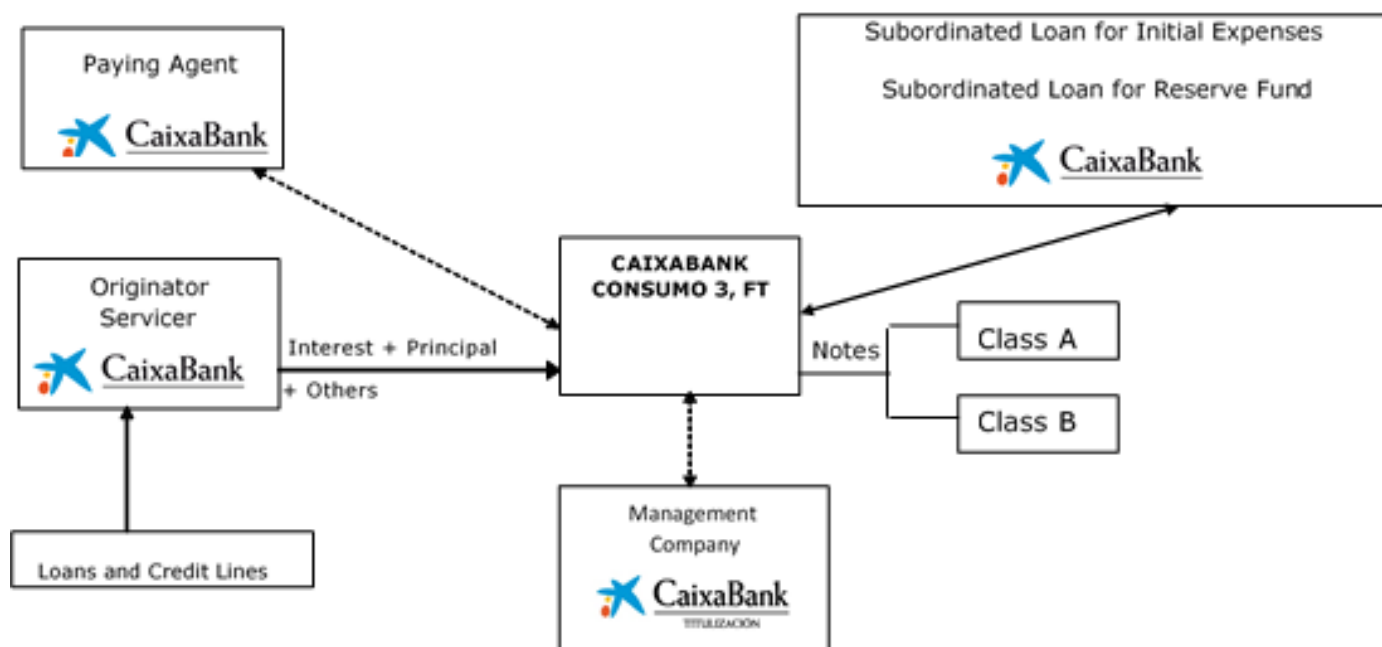 Paying Agent
CaixaBank
Subordinated Loan for Initial Expenses
Subordinated Loan for Reserve Fund
CaixaBank
Originator
Servicer
CaixaBank
Interest + Principal
+ Others
CAIXABANK
CONSUMO 3, FT
Notes
Class A
Class B
Loans and Credit Lines
Management
Company
CaixaBank
TITULIZACIÓN